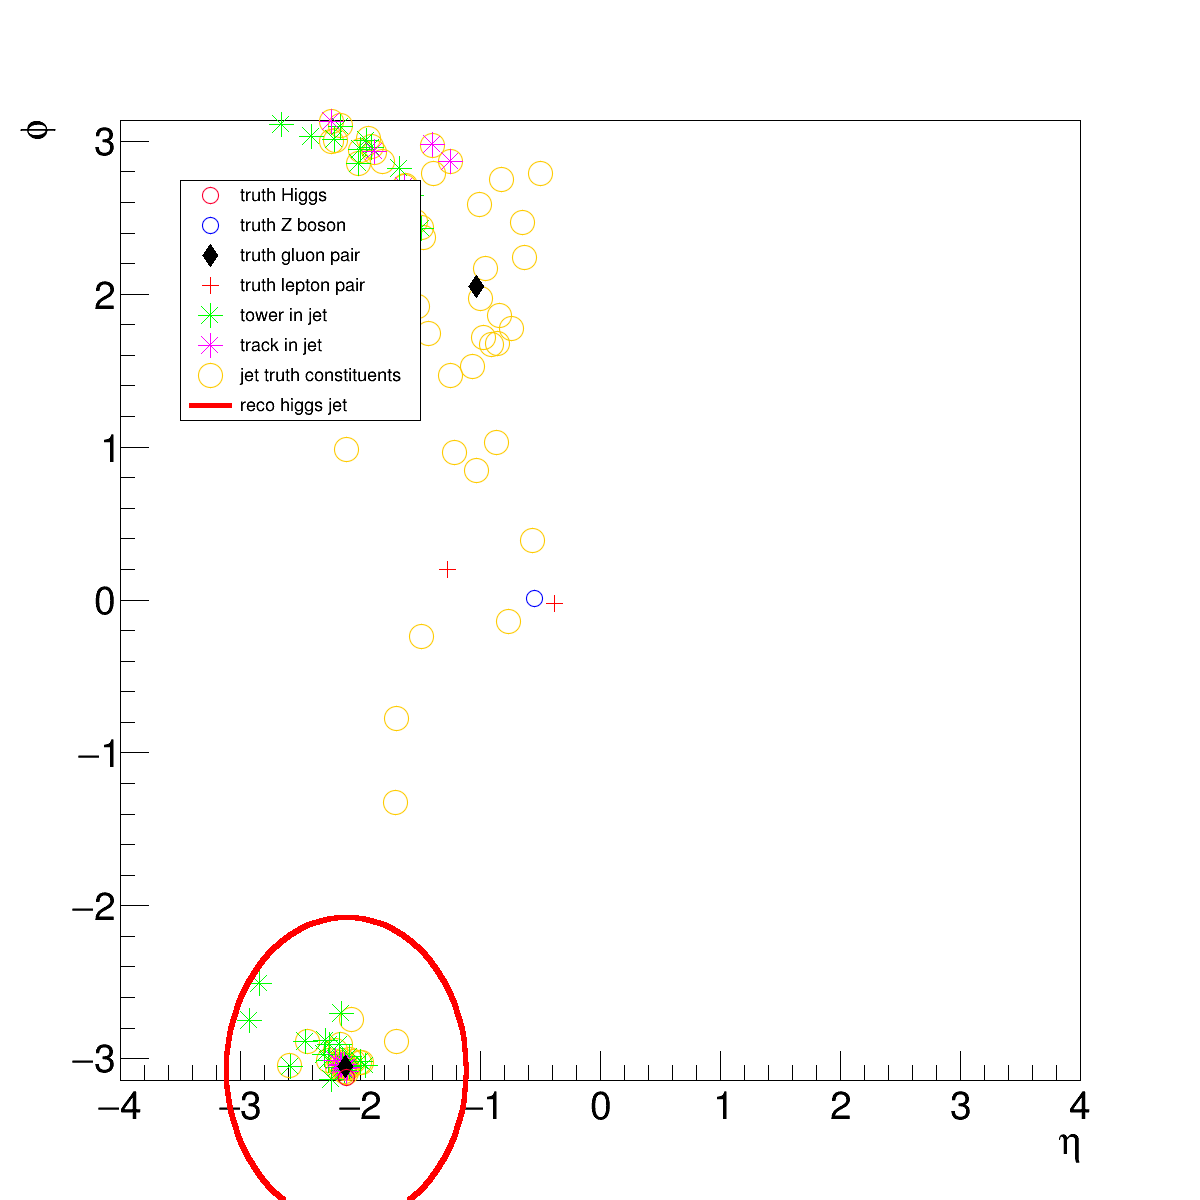 ϕ
3
truth Higgs
truth Z boson
truth gluon pair
truth lepton pair
tower in jet
track in jet
jet truth constituents
reco higgs jet
2
1
0
−1
−2
−3
−4 −3 −2 −1 0 1 2 3 4
η